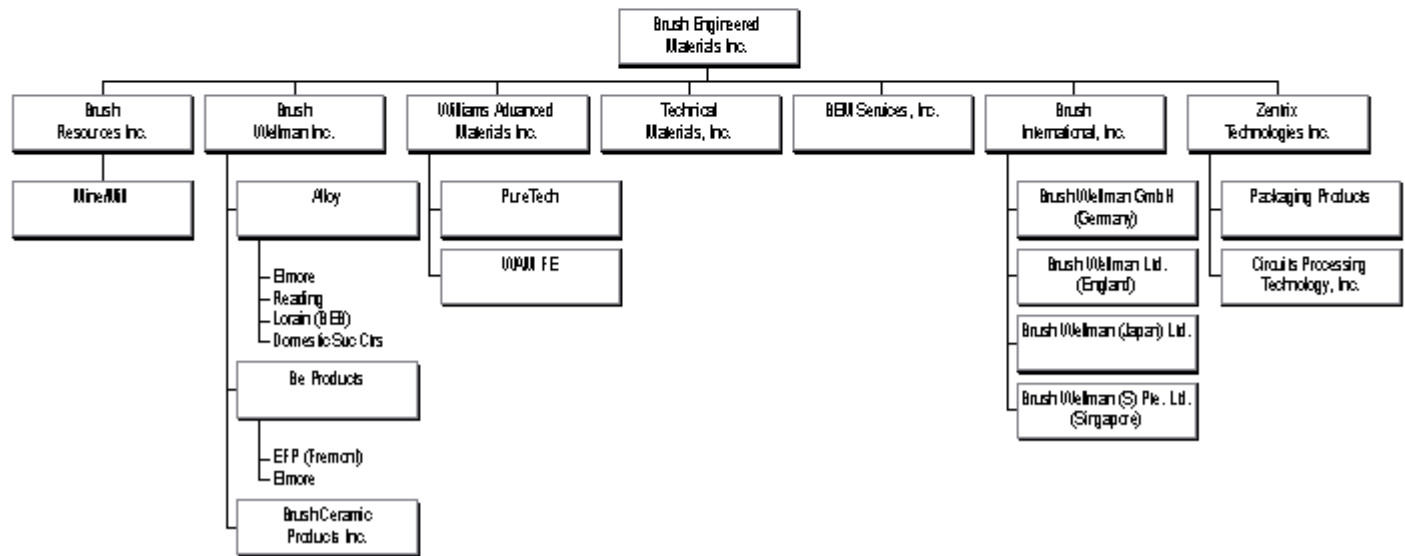 Brush Engineered
Materials Inc.
Brush
Resources Inc.
Brush
Wellman Inc.
Williams Advanced
Materials Inc.
Technical
Materials, Inc.
BEM Services, Inc.
Brush
International, Inc.
Zentrix
Technologies Inc.
Mine/Mill
Alloy
Elmore
Reading
Lorain (BEB)
Domestic Svc Ctrs
Be Products
EFP (Fremont)
Elmore
Brush Ceramic
Products Inc.
PureTech
WAM FE
Brush Wellman GmbH
(Germany)
Brush Wellman Ltd.
(England)
Brush Wellman (Japan) Ltd.
Brush Wellman (S) Pte. Ltd.
(Singapore)
Packaging Products
Circuits Processing
Technology, Inc.